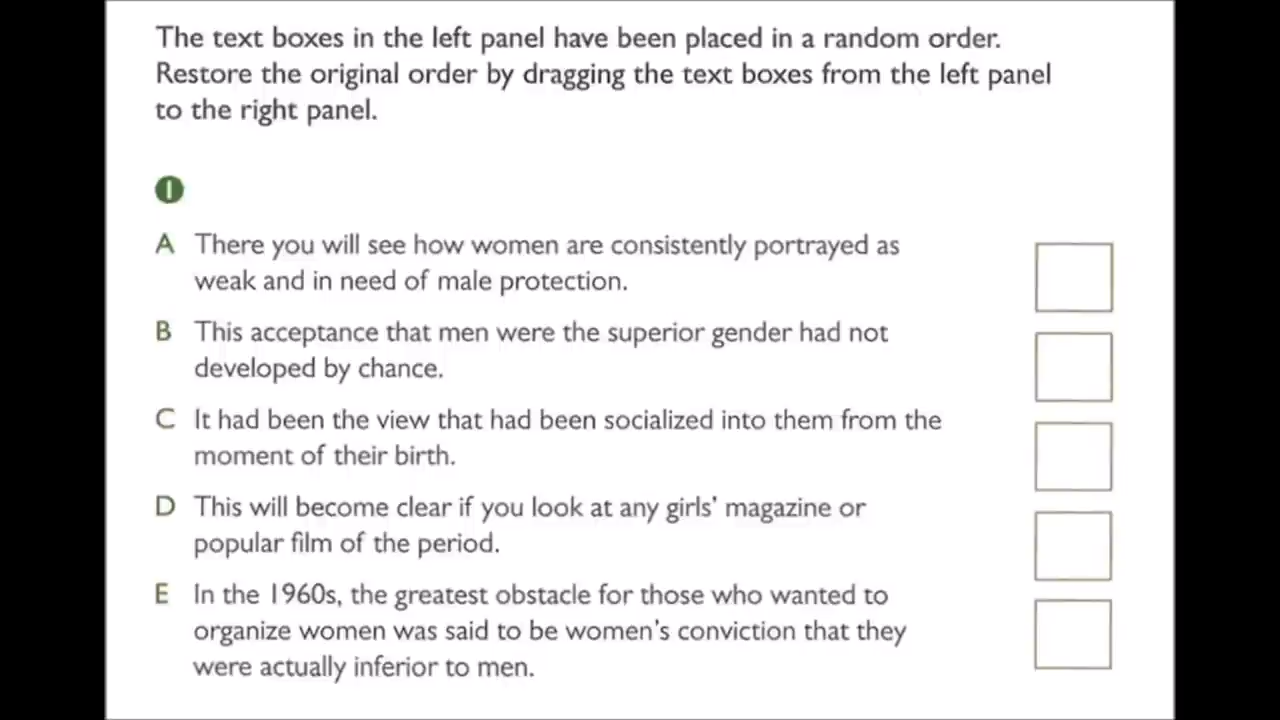 The text boxes in the left panel have been placed in a random order.
Restore the original order by dragging the text boxes from the left panel
to the right panel.
1
A There you will see how women are consistently portrayed as
weak and in need of male protection.
B This acceptance that men were the superior gender had not
developed by chance.
C It had been the view that had been socialized into them from the
moment of their birth.
D This will become clear if you look at any girls' magazine or
popular film of the period.
E In the 1960s, the greatest obstacle for those who wanted to
organize women was said to be women's conviction that they
were actually inferior to men.